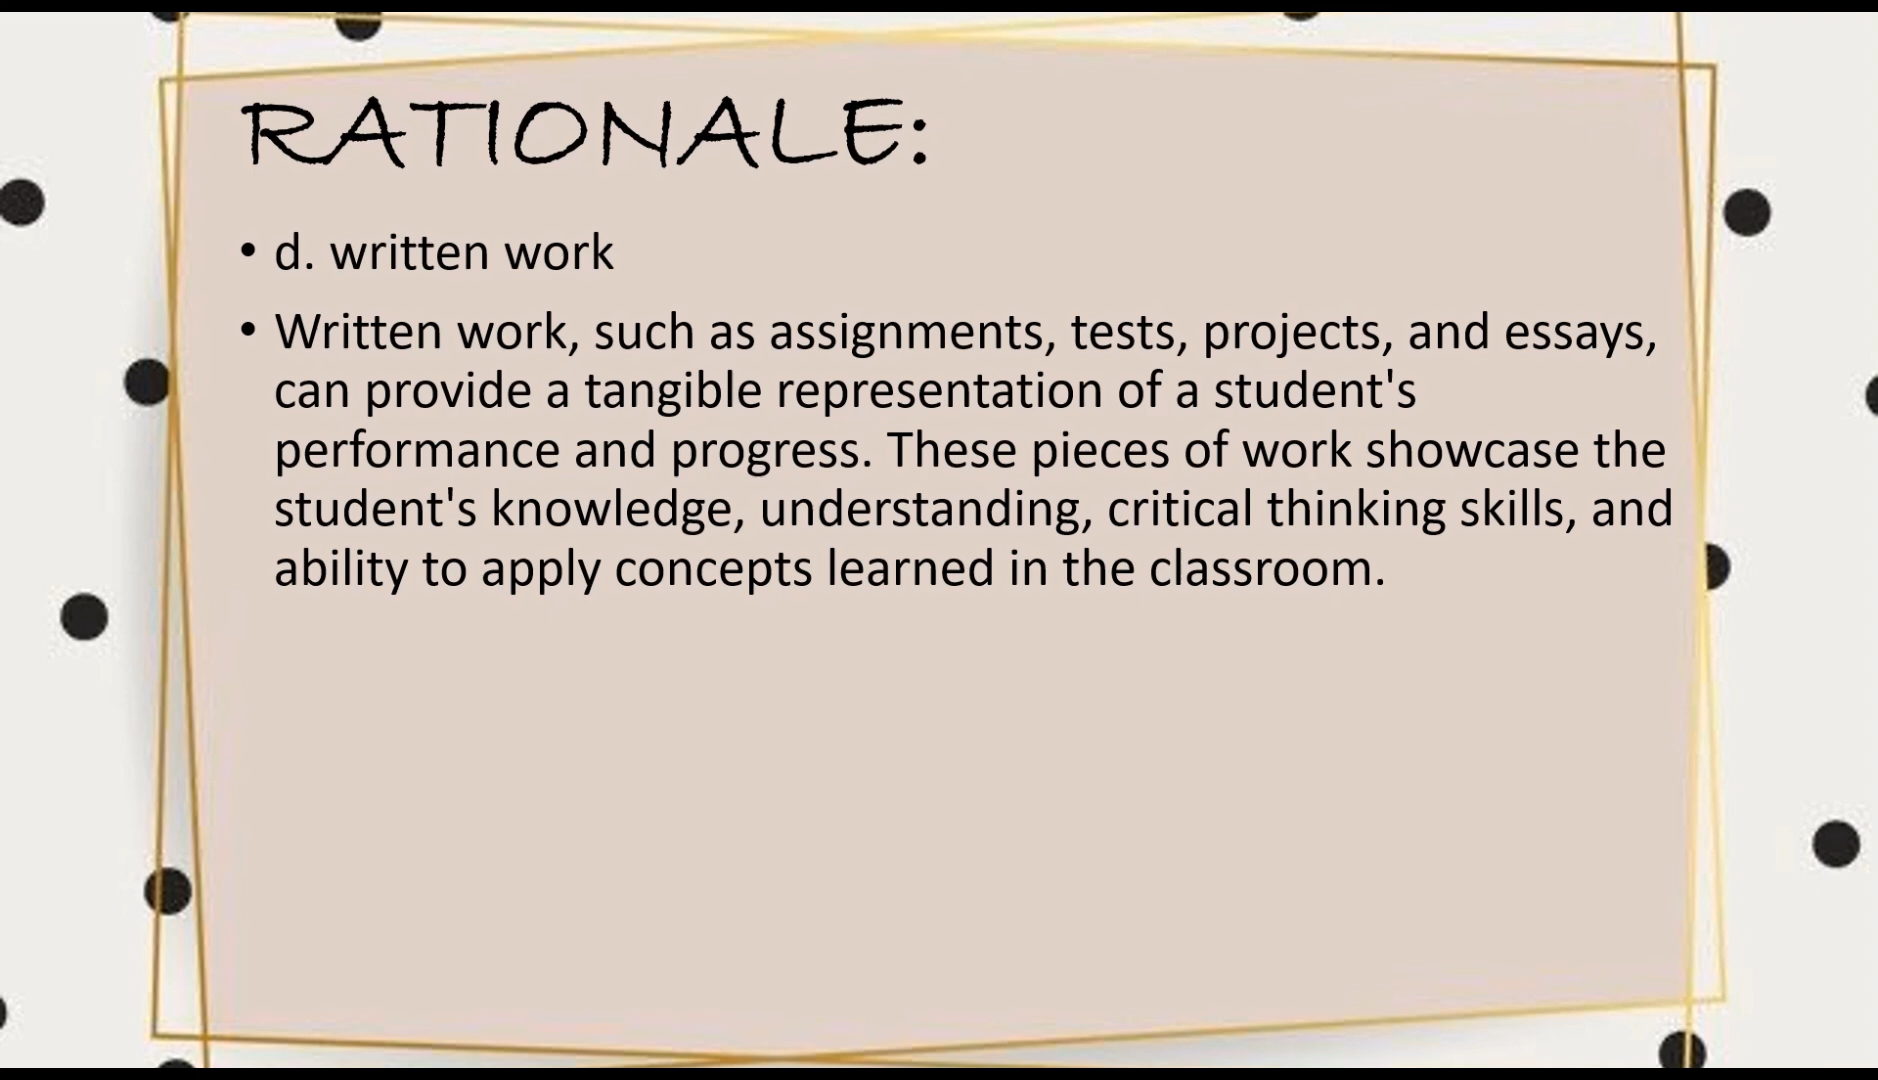 RATIONALE:
• d. written work
• Written work, such as assignments, tests, projects, and essays,
can provide a tangible representation of a student's
performance and progress. These pieces of work showcase the
student's knowledge, understanding, critical thinking skills, and
ability to apply concepts learned in the classroom.